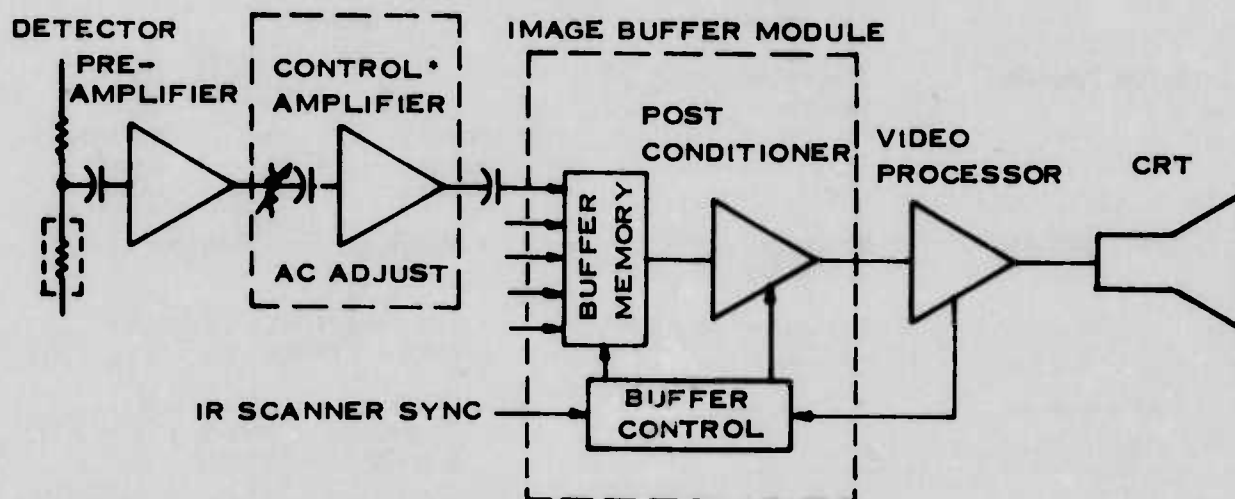 DETECTOR
PRE-
AMPLIFIER
CONTROL*
AMPLIFIER
AC ADJUST
IMAGE BUFFER MODULE
BUFFER
MEMORY
POST
CONDITIONER
VIDEO
PROCESSOR
CRT
IR SCANNER SYNC
BUFFER
CONTROL